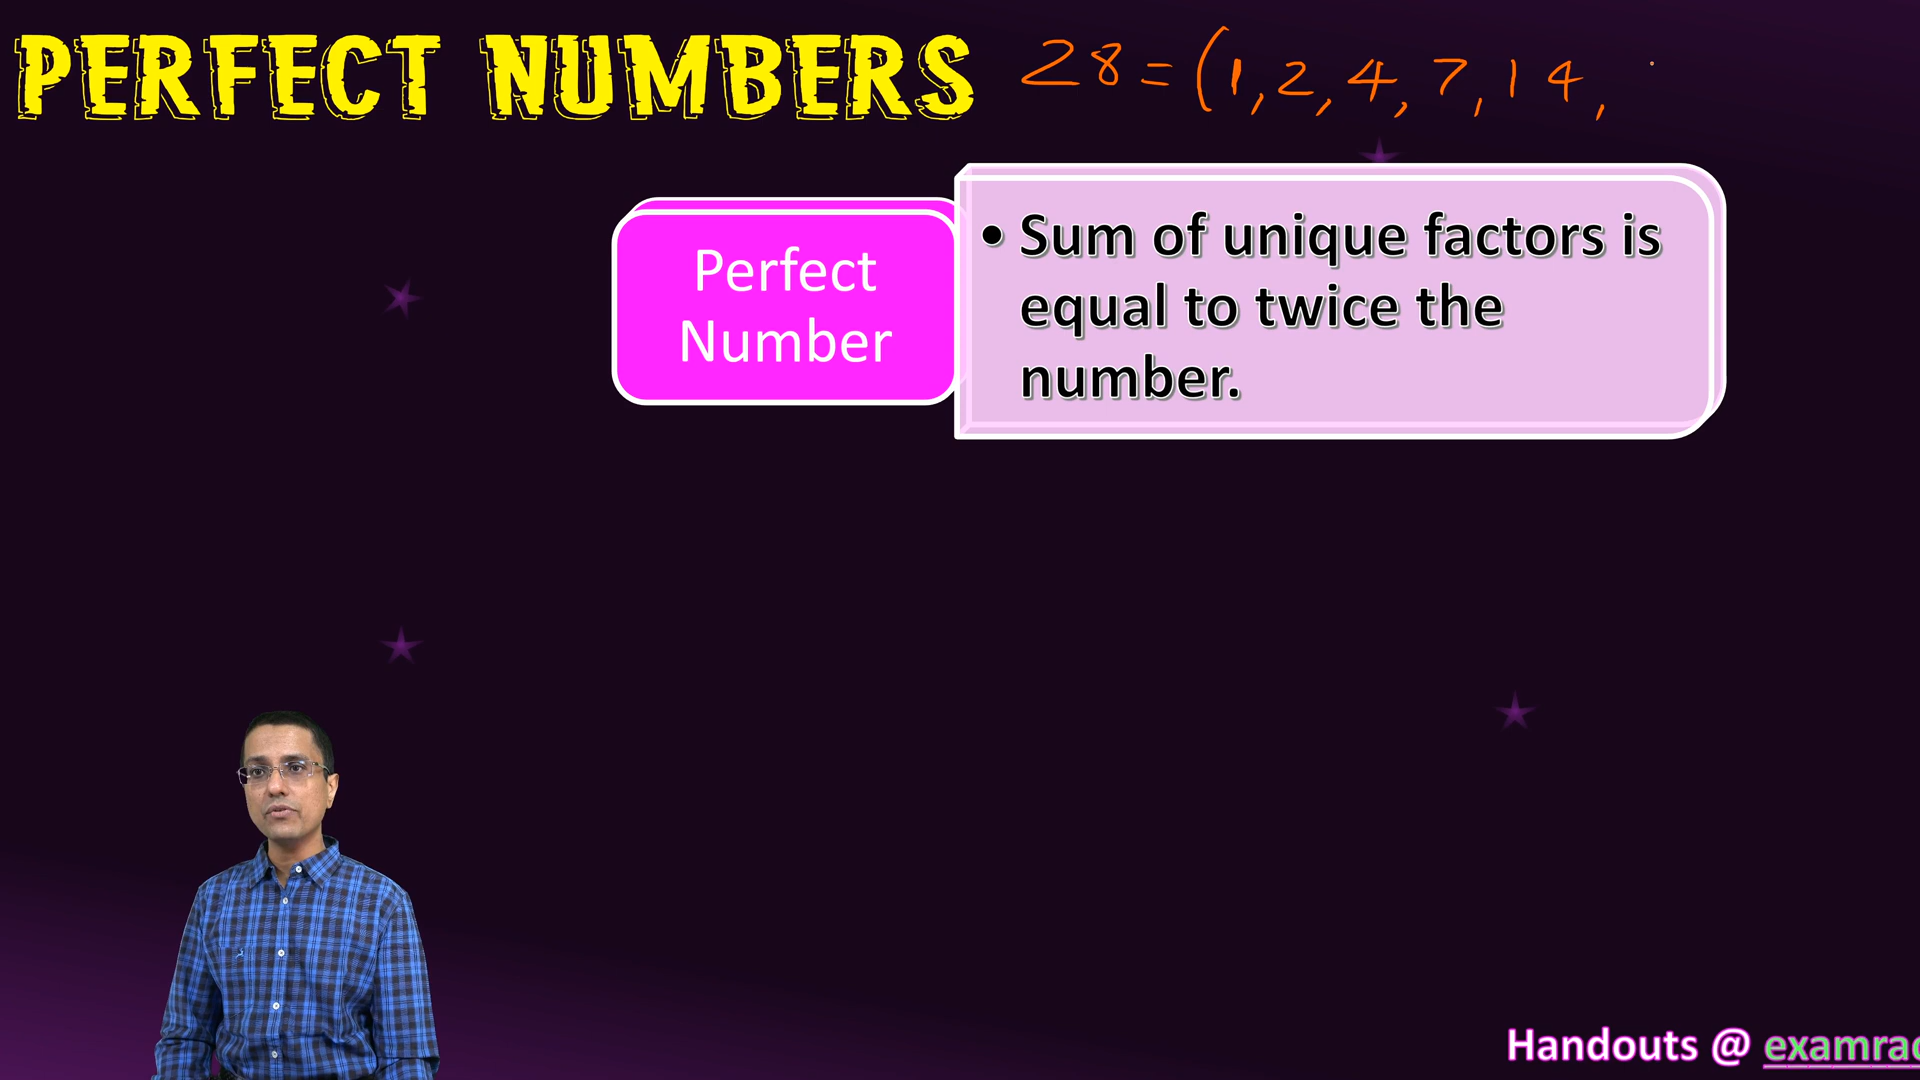 PERFECT NUMBERS
28 = (1, 2, 4, 7, 14,
Perfect
Number
• Sum of unique factors is
equal to twice the
number.
Handouts @ examrac